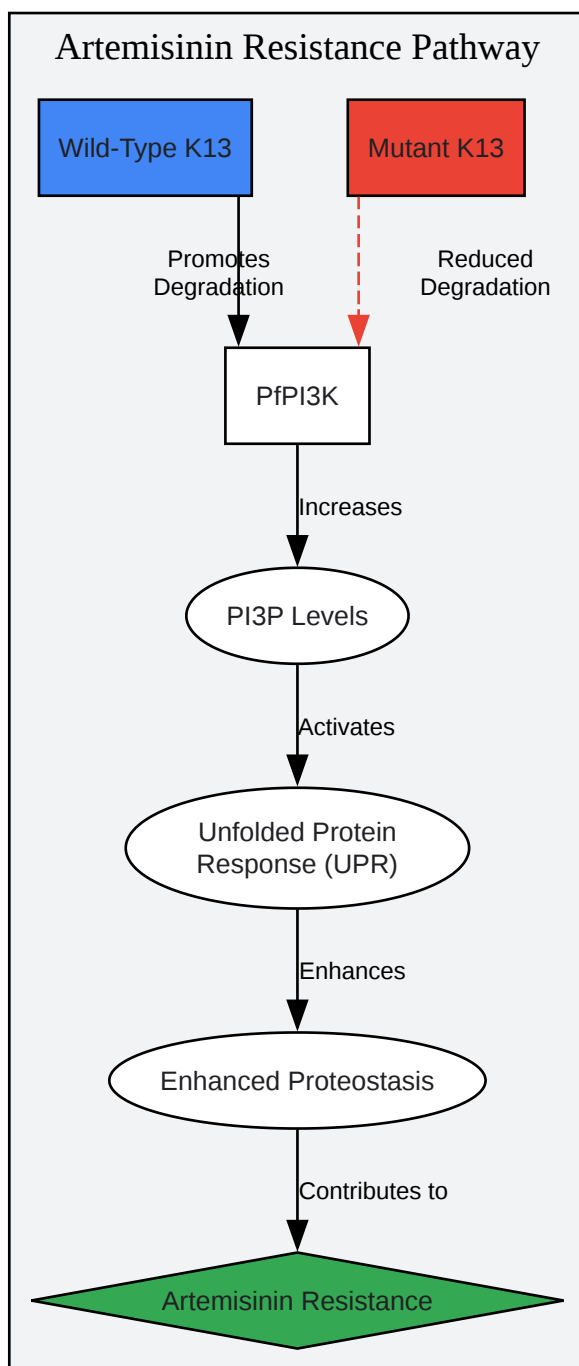 Artemisinin Resistance Pathway
Wild-Type K13
Mutant K13
Promotes
Degradation
Reduced
Degradation
PfPI3K
Increases
PI3P Levels
Activates
Unfolded Protein
Response (UPR)
Enhances
Enhanced Proteostasis
Contributes to
Artemisinin Resistance